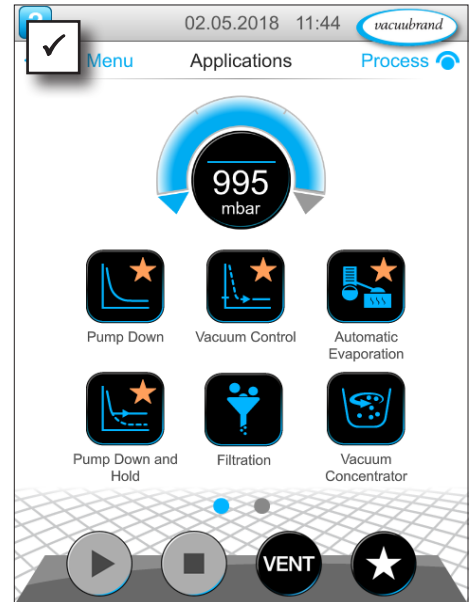 02.05.2018 11:44 vacuubrand
Menu Applications Process
995
mbar
Pump Down Vacuum Control Automatic
Evaporation
Pump Down and
Hold
Filtration
Vacuum
Concentrator
VENT